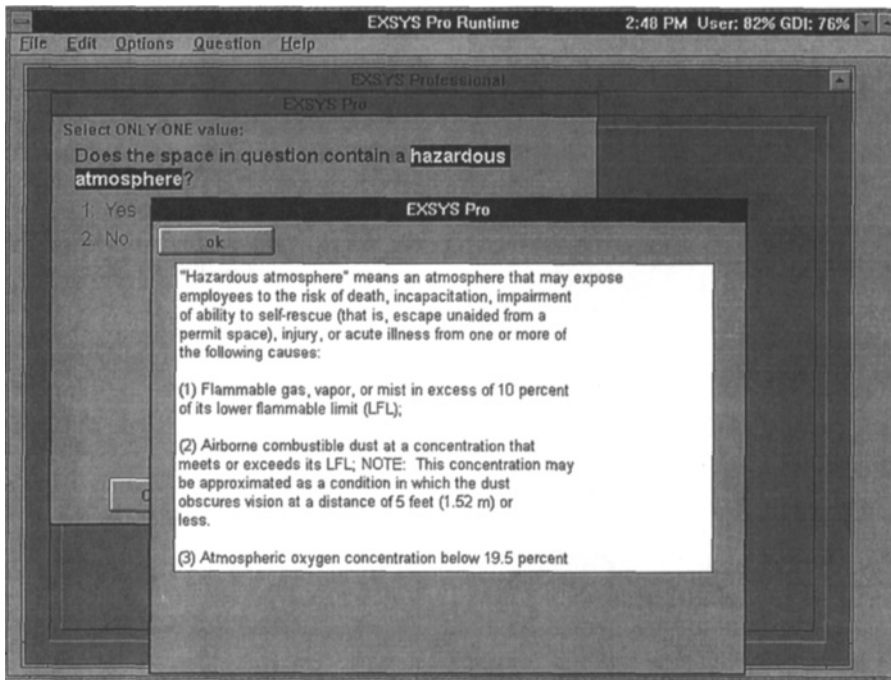 EXSYS Pro Runtime
2:48 PM User: 82% GDI: 76%
File Edit Options Question Help
EXSYS Professional
EXSYS Pro
Select ONLY ONE value:
Does the space in question contain a hazardous
atmosphere?
1: Yes
2: No
EXSYS Pro
ok
"Hazardous atmosphere" means an atmosphere that may expose
employees to the risk of death, incapacitation, impairment
of ability to self-rescue (that is, escape unaided from a
permit space), injury, or acute illness from one or more of
the following causes:
(1) Flammable gas, vapor, or mist in excess of 10 percent
of its lower flammable limit (LFL);
(2) Airborne combustible dust at a concentration that
meets or exceeds its LFL; NOTE: This concentration may
be approximated as a condition in which the dust
obscures vision at a distance of 5 feet (1.52 m) or
less.
(3) Atmospheric oxygen concentration below 19.5 percent